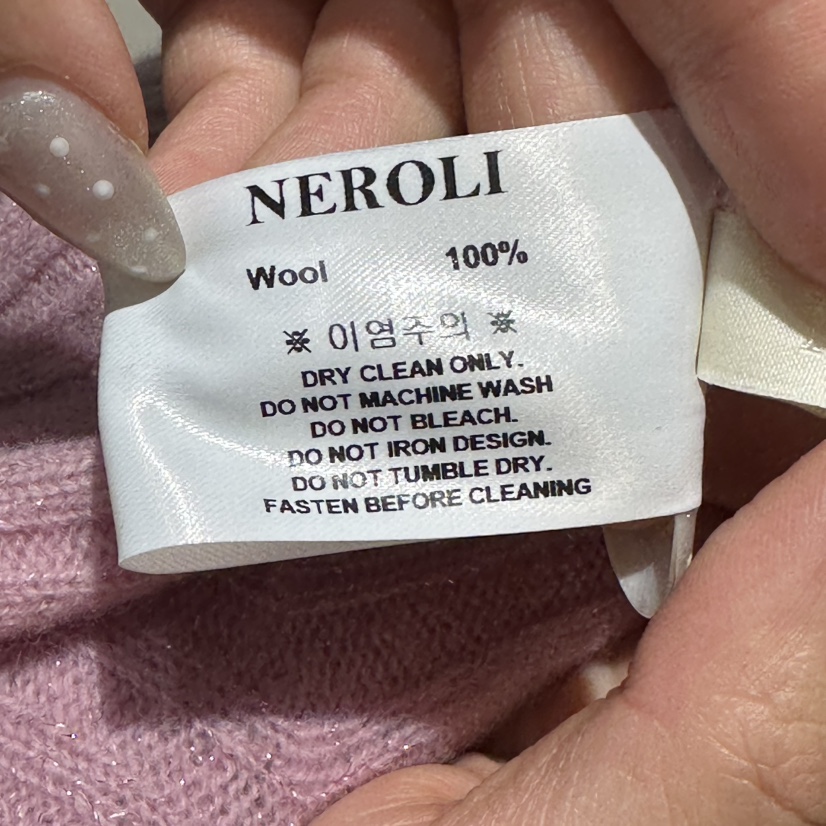 NEROLI
Wool 100%
※ 이염주의 ※
DRY CLEAN ONLY.
DO NOT MACHINE WASH
DO NOT BLEACH.
DO NOT IRON DESIGN.
DO NOT TUMBLE DRY.
FASTEN BEFORE CLEANING